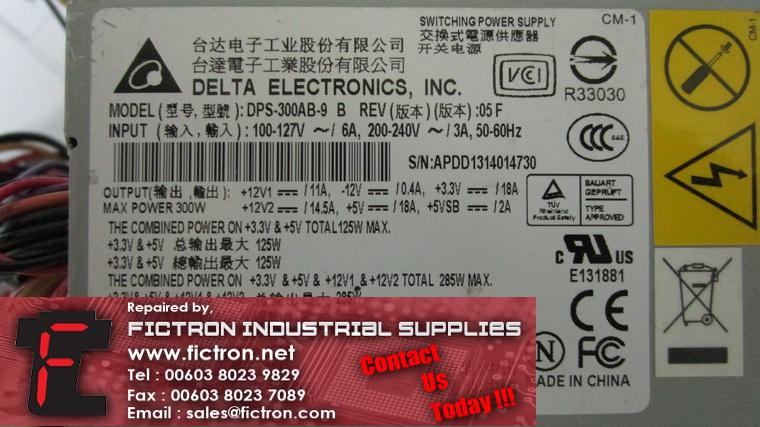 SWITCHING POWER SUPPLY
交換式電源供應器
开关电源
CM-1
CM-1
台达电子工业股份有限公司
台達電子工業股份有限公司
DELTA ELECTRONICS, INC.
VCI
R33030
MODEL (型号, 型號): DPS-300AB-9 B REV (版本) (版本) :05 F
INPUT (输入, 輸入): 100-127V ～/ 6A, 200-240V ～/ 3A, 50-60Hz
S/N:APDD1314014730
OUTPUT(输出 ,輸出): +12V1 ⎓ /11A, -12V ⎓ / 0.4A, +3.3V ⎓ /18A
MAX POWER 300W +12V2 ⎓ / 14.5A, +5V ⎓ /18A, +5VSB ⎓ / 2A
TÜV
Rheinland
Product Safety
BAUART
GEPRÜFT
TYPE
APPROVED
THE COMBINED POWER ON +3.3V & +5V TOTAL125W MAX.
+3.3V & +5V 总输出最大 125W
+3.3V & +5V 總輸出最大 125W
THE COMBINED POWER ON +3.3V &+5V & +12V1 & +12V2 TOTAL 285W MAX.
c UL US
E131881
CE
N FC
MADE IN CHINA
Repaired by,
FICTRON INDUSTRIAL SUPPLIES
www.fictron.net
Tel : 00603 8023 9829
Fax : 00603 8023 7089
Email : sales@fictron.com
Contact
Us
Today !!!